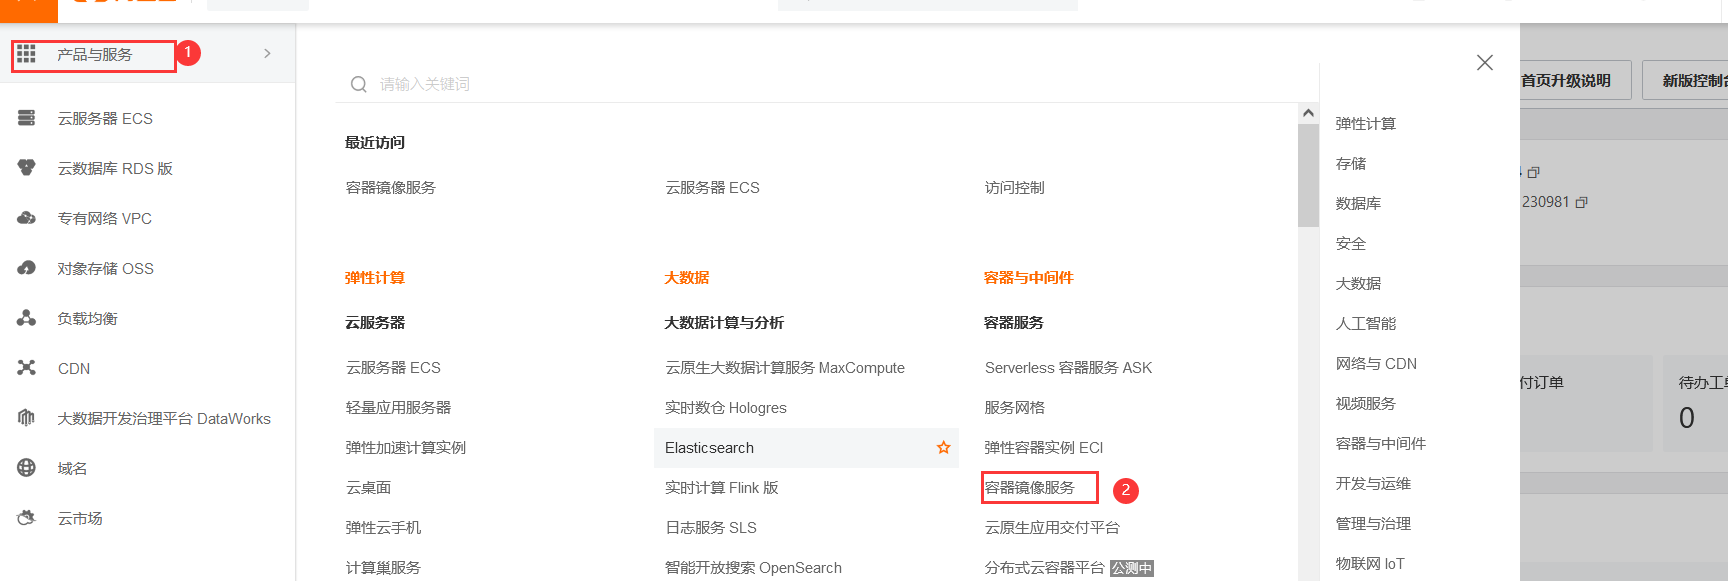 产品与服务
1
云服务器 ECS
云数据库 RDS 版
专有网络 VPC
对象存储 OSS
负载均衡
CDN
大数据开发治理平台 DataWorks
域名
云市场
请输入关键词
最近访问
容器镜像服务
云服务器 ECS
访问控制
弹性计算
云服务器
云服务器 ECS
轻量应用服务器
弹性加速计算实例
云桌面
弹性云手机
计算巢服务
大数据
大数据计算与分析
云原生大数据计算服务 MaxCompute
实时数仓 Hologres
Elasticsearch
实时计算 Flink 版
日志服务 SLS
智能开放搜索 OpenSearch
容器与中间件
容器服务
Serverless 容器服务 ASK
服务网格
弹性容器实例 ECI
容器镜像服务
2
云原生应用交付平台
分布式云容器平台 公测中
弹性计算
存储
数据库
安全
大数据
人工智能
网络与 CDN
视频服务
容器与中间件
开发与运维
管理与治理
物联网 IoT
首页升级说明
新版控制台
230981
付订单
待办工单
0